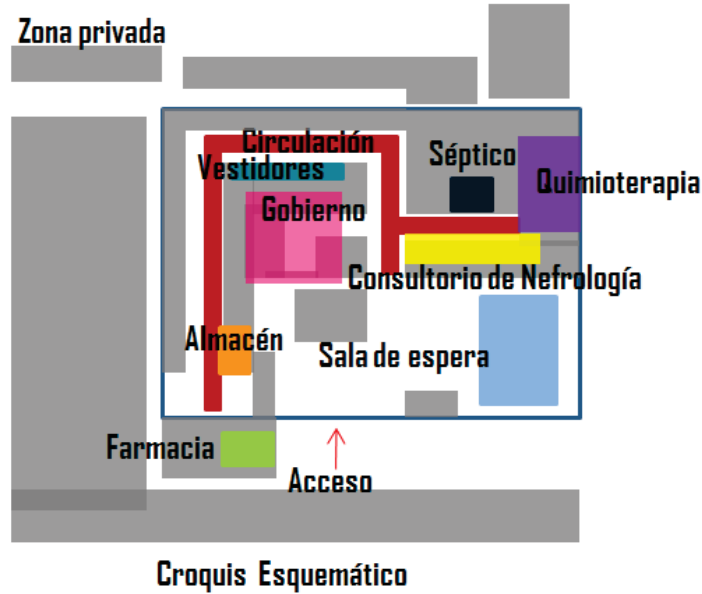 Zona privada
Circulación
Séptico
Vestidores
Quimioterapia
Gobierno
Consultorio de Nefrología
Almacén
Sala de espera
Farmacia
Acceso
Croquis Esquemático